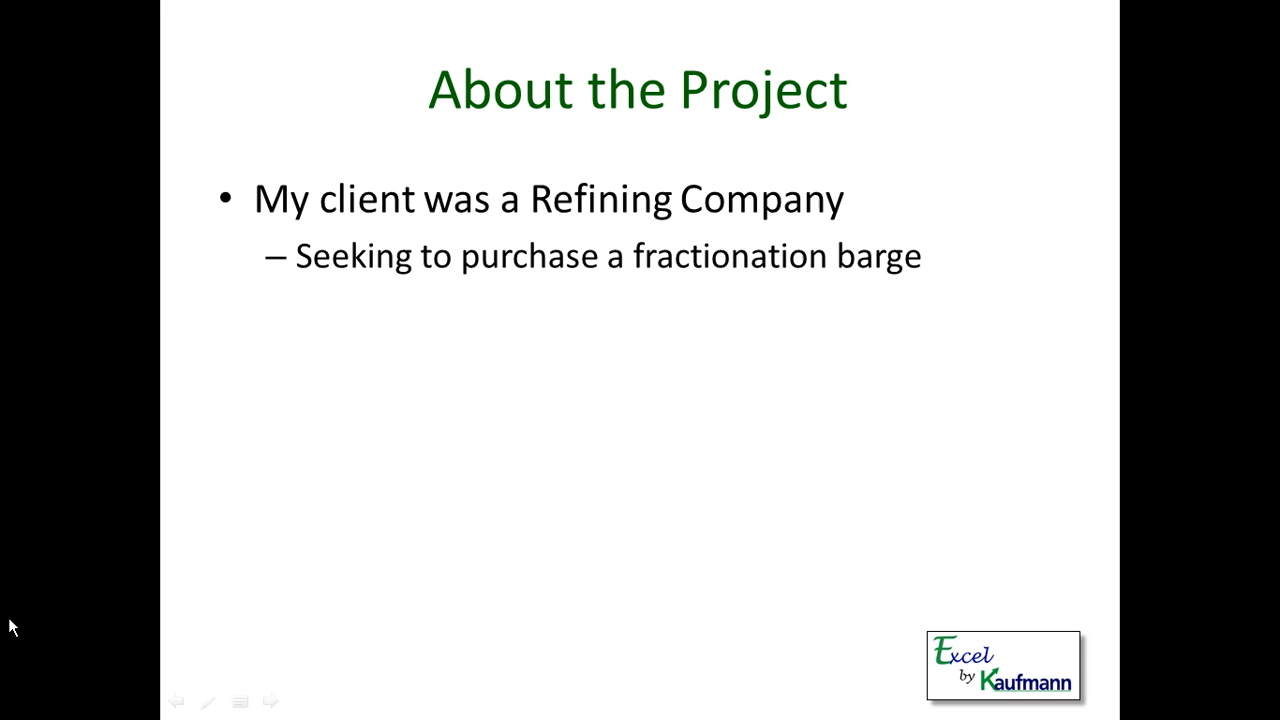 About the Project
• My client was a Refining Company
– Seeking to purchase a fractionation barge
Excel
by Kaufmann